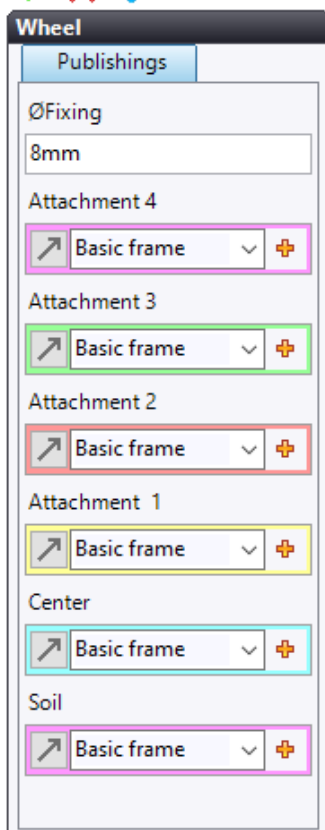 Wheel
Publishings
ØFixing
8mm
Attachment 4
Basic frame
Attachment 3
Basic frame
Attachment 2
Basic frame
Attachment  1
Basic frame
Center
Basic frame
Soil
Basic frame